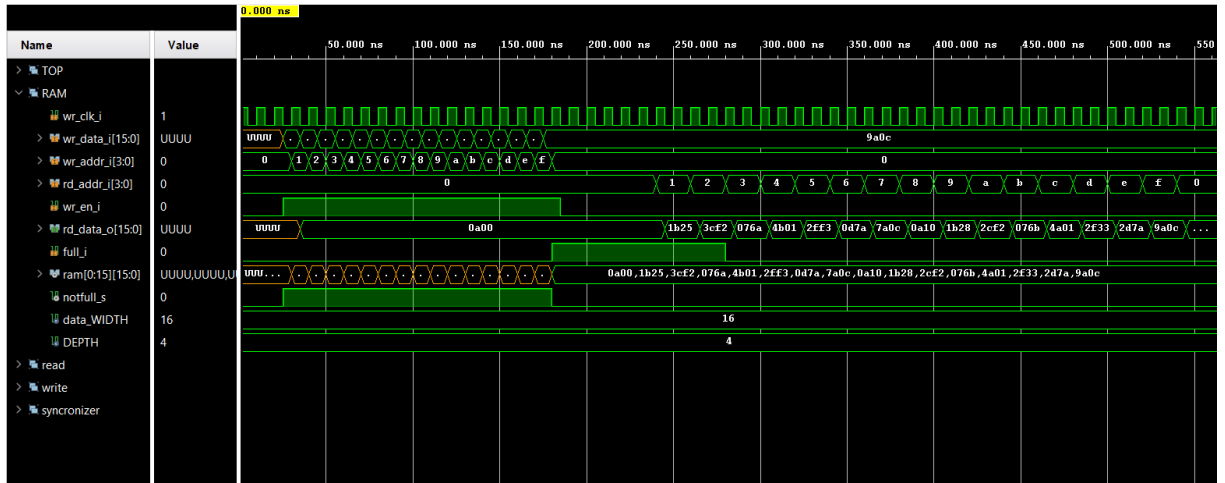 0.000 ns
Name Value 50.000 ns 100.000 ns 150.000 ns 200.000 ns 250.000 ns 300.000 ns 350.000 ns 400.000 ns 450.000 ns 500.000 ns 550
TOP
RAM
wr_clk_i 1
wr_data_i[15:0] UUUU UUUU . . . . . . . . . . . . . . . 9a0c
wr_addr_i[3:0] 0 0 1 2 3 4 5 6 7 8 9 a b c d e f 0
rd_addr_i[3:0] 0 0 1 2 3 4 5 6 7 8 9 a b c d e f 0
wr_en_i 0
rd_data_o[15:0] UUUU UUUU 0a00 1b25 3cf2 076a 4b01 2ff3 0d7a 7a0c 0a10 1b28 2cf2 076b 4a01 2f33 2d7a 9a0c ...
full_i 0
ram[0:15][15:0] UUUU,UUUU,U UUU... . . . . . . . . . . . . . . . 0a00,1b25,3cf2,076a,4b01,2ff3,0d7a,7a0c,0a10,1b28,2cf2,076b,4a01,2f33,2d7a,9a0c
notfull_s 0
data_WIDTH 16 16
DEPTH 4 4
read
write
syncronizer